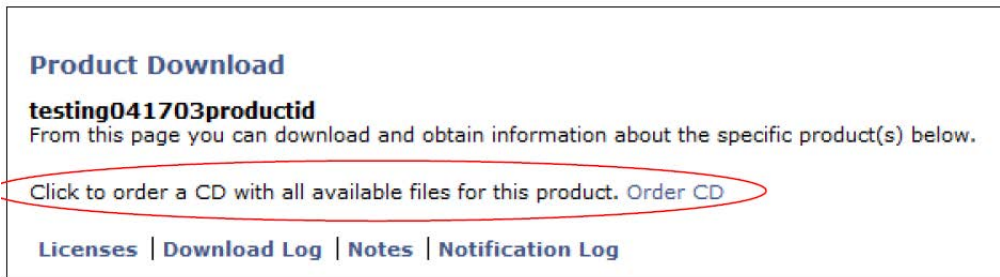 Product Download
testing041703productid
From this page you can download and obtain information about the specific product(s) below.
Click to order a CD with all available files for this product. Order CD
Licenses | Download Log | Notes | Notification Log